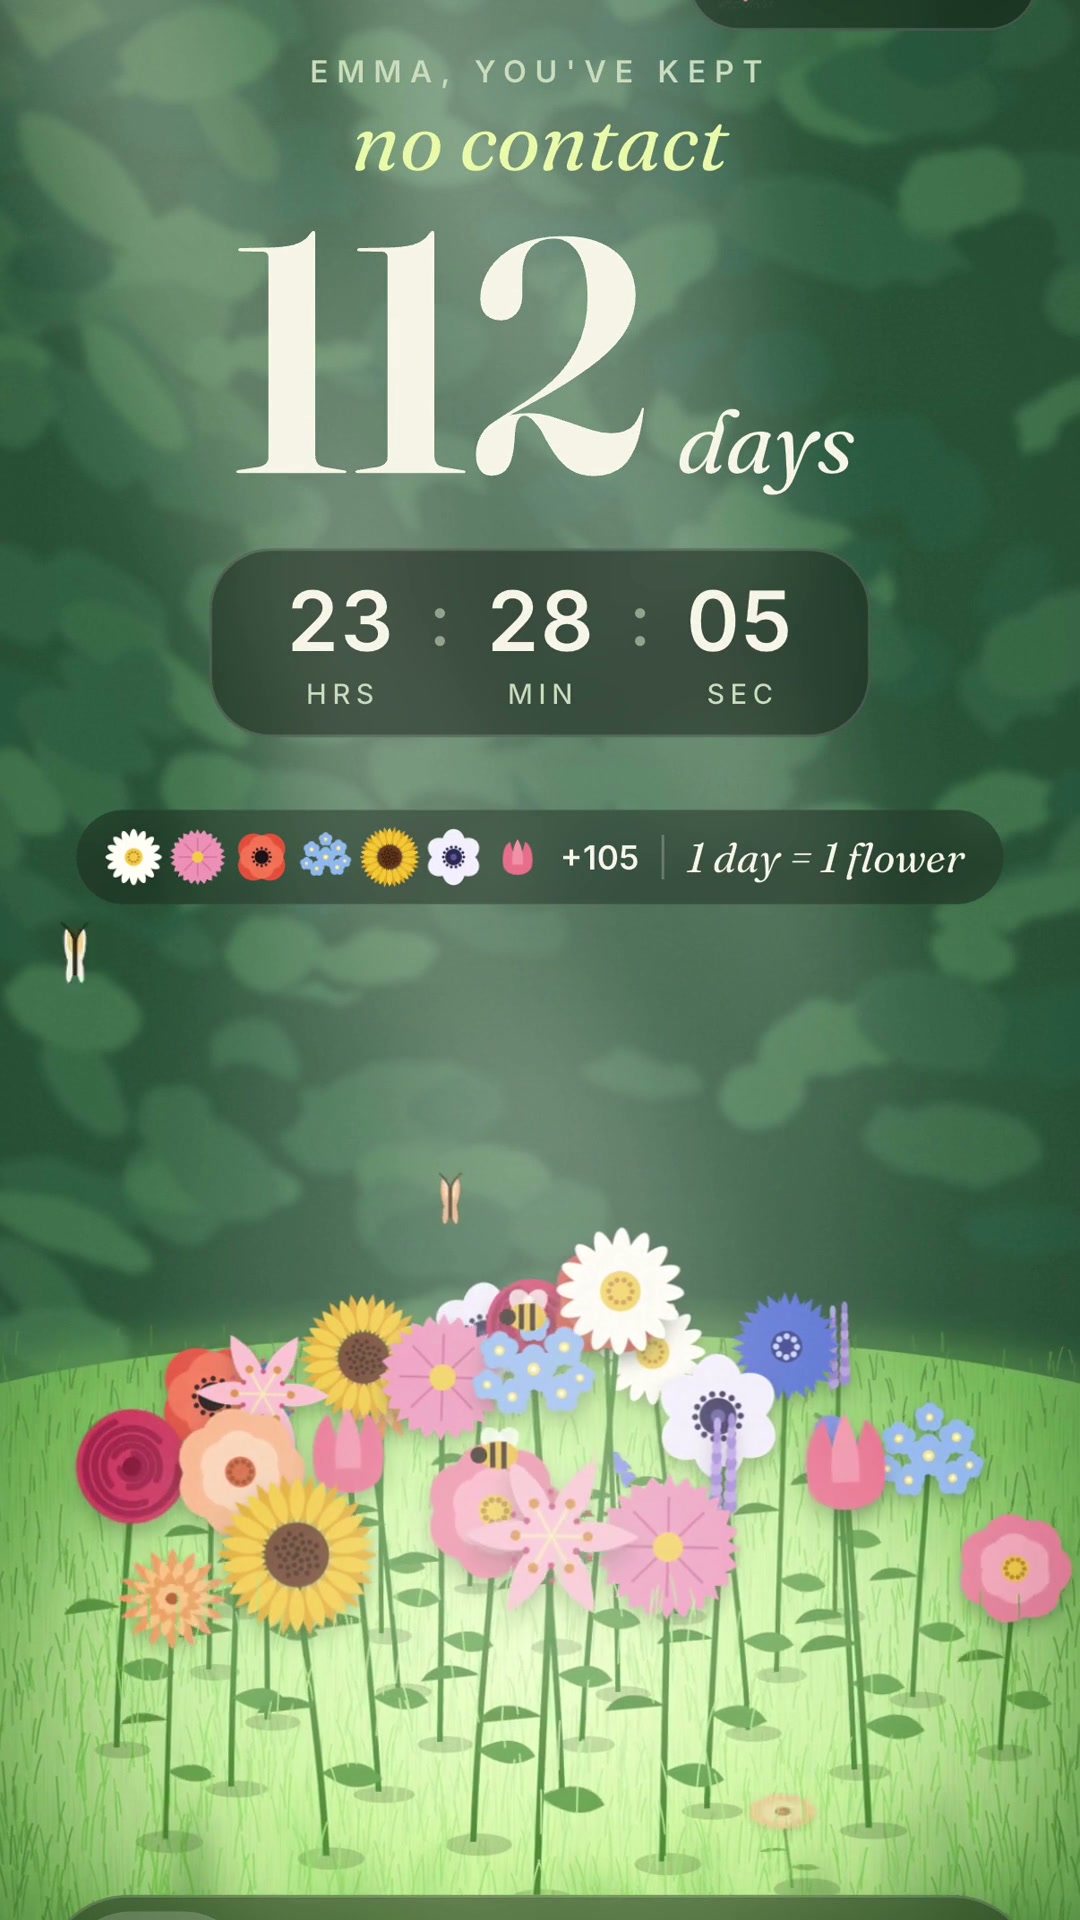 EMMA, YOU'VE KEPT
no contact
112 days
23 : 28 : 05
HRS MIN SEC
+105 | 1 day = 1 flower